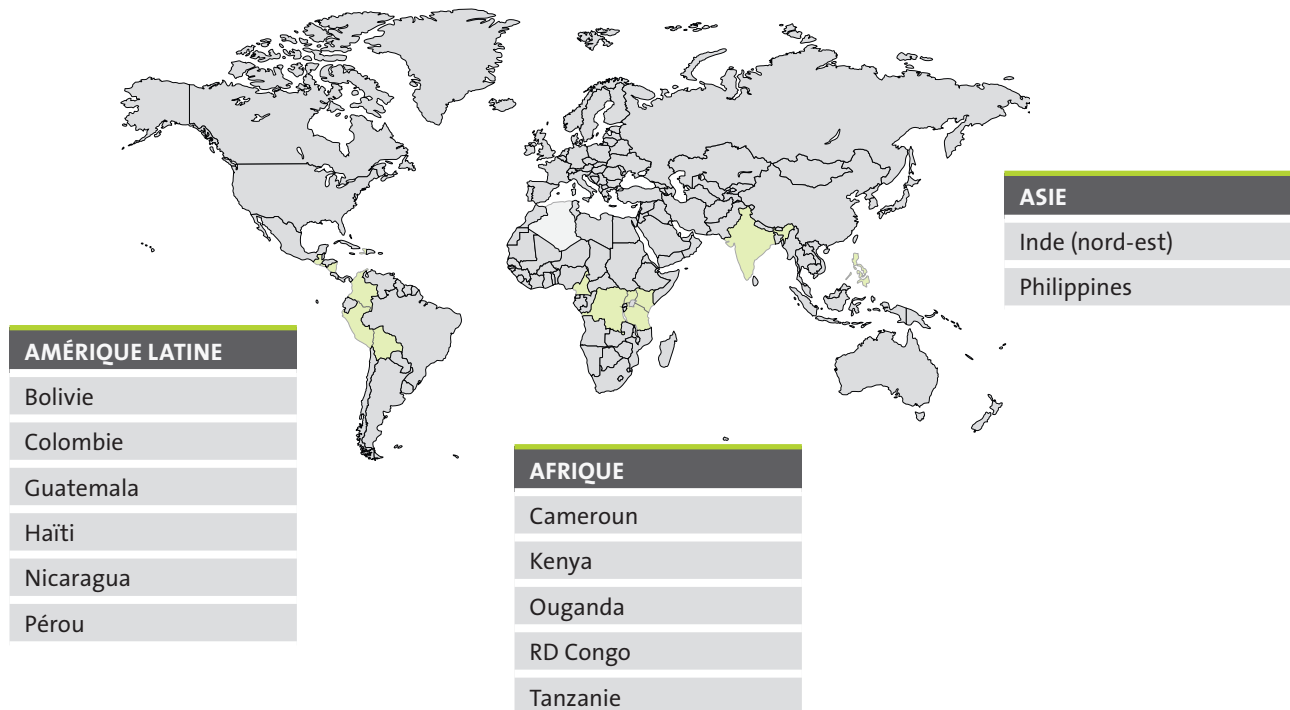 ASIE
Inde (nord-est)
Philippines
AMÉRIQUE LATINE
Bolivie
Colombie
Guatemala
Haïti
Nicaragua
Pérou
AFRIQUE
Cameroun
Kenya
Ouganda
RD Congo
Tanzanie